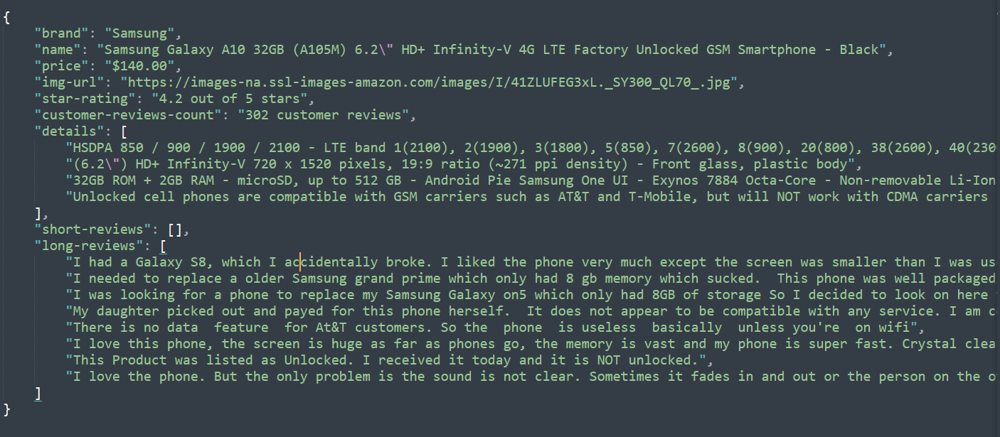 {
"brand": "Samsung",
"name": "Samsung Galaxy A10 32GB (A105M) 6.2\" HD+ Infinity-V 4G LTE Factory Unlocked GSM Smartphone - Black",
"price": "$140.00",
"img-url": "https://images-na.ssl-images-amazon.com/images/I/41ZLUFEG3xL._SY300_QL70_.jpg",
"star-rating": "4.2 out of 5 stars",
"customer-reviews-count": "302 customer reviews",
"details": [
"HSDPA 850 / 900 / 1900 / 2100 - LTE band 1(2100), 2(1900), 3(1800), 5(850), 7(2600), 8(900), 20(800), 38(2600), 40(230
"(6.2\") HD+ Infinity-V 720 x 1520 pixels, 19:9 ratio (~271 ppi density) - Front glass, plastic body",
"32GB ROM + 2GB RAM - microSD, up to 512 GB - Android Pie Samsung One UI - Exynos 7884 Octa-Core - Non-removable Li-Ion
"Unlocked cell phones are compatible with GSM carriers such as AT&T and T-Mobile, but will NOT work with CDMA carriers
],
"short-reviews": [],
"long-reviews": [
"I had a Galaxy S8, which I accidentally broke. I liked the phone very much except the screen was smaller than I was us
"I needed to replace a older Samsung grand prime which only had 8 gb memory which sucked.  This phone was well packaged
"I was looking for a phone to replace my Samsung Galaxy on5 which only had 8GB of storage So I decided to look on here
"My daughter picked out and payed for this phone herself.  It does not appear to be compatible with any service. I am c
"There is no data  feature  for At&T customers. So the  phone  is useless  basically  unless you're  on wifi",
"I love this phone, the screen is huge as far as phones go, the memory is vast and my phone is super fast. Crystal clea
"This Product was listed as Unlocked. I received it today and it is NOT unlocked.",
"I love the phone. But the only problem is the sound is not clear. Sometimes it fades in and out or the person on the o
]
}